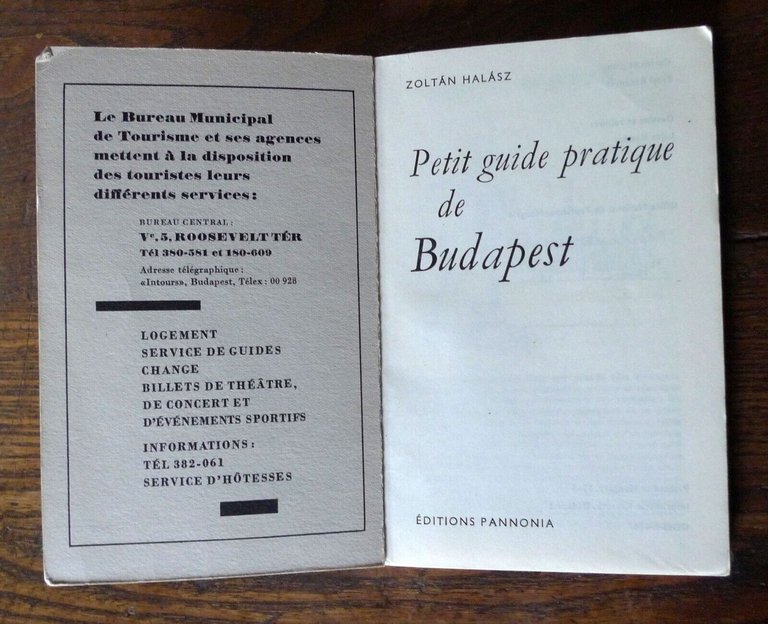 Le Bureau Municipal
de Tourisme et ses agences
mettent à la disposition
des touristes leurs
différents services:
BUREAU CENTRAL:
Vᵉ. 5, ROOSEVELT TÉR
Tél 380-581 et 180-609
Adresse télégraphique:
«Intours», Budapest, Télex: 00 928
LOGEMENT
SERVICE DE GUIDES
CHANGE
BILLETS DE THÉÂTRE,
DE CONCERT ET
D'ÉVÉNEMENTS SPORTIFS
INFORMATIONS:
TÉL 382-061
SERVICE D'HÔTESSES
ZOLTÁN HALÁSZ
Petit guide pratique
de
Budapest
ÉDITIONS PANNONIA